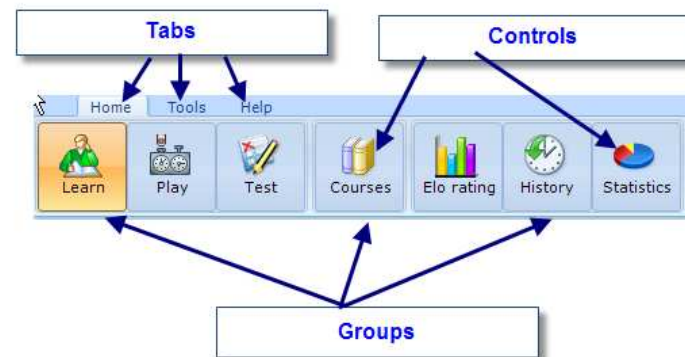 Tabs
Controls
Home Tools Help
Learn Play Test Courses Elo rating History Statistics
Groups